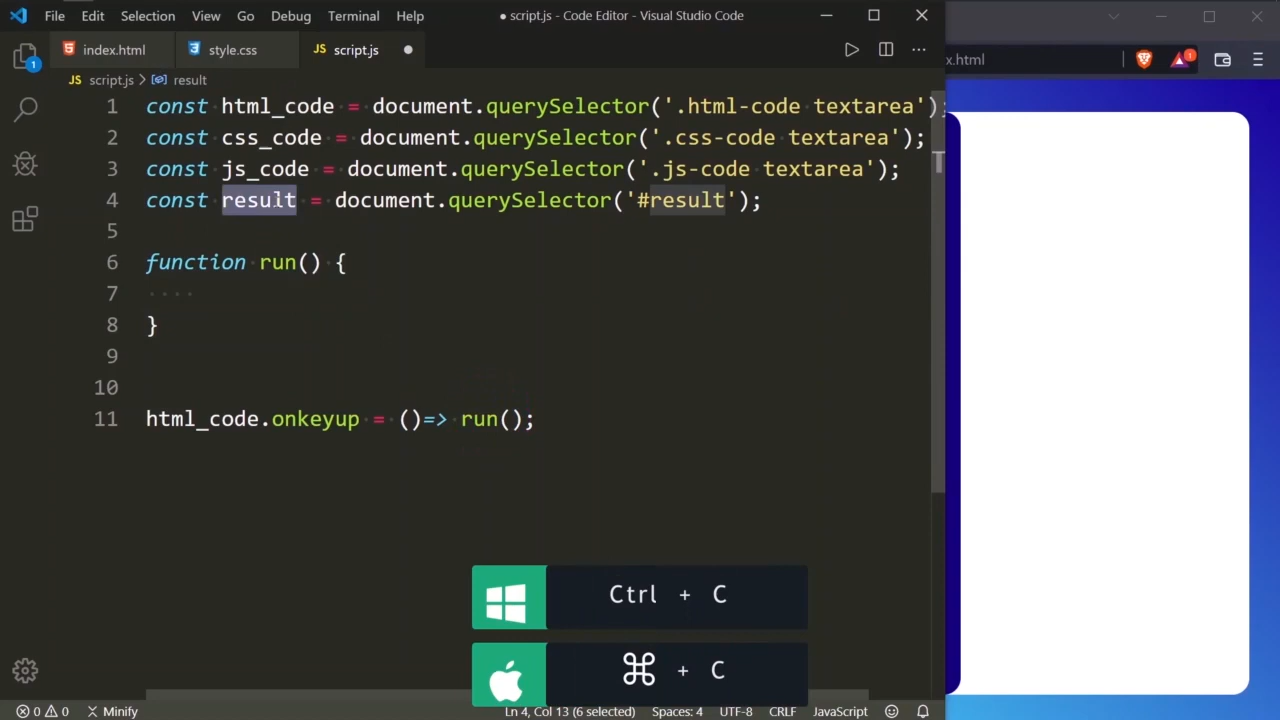 File Edit Selection View Go Debug Terminal Help ● script.js - Code Editor - Visual Studio Code
index.html style.css JS script.js
JS script.js > result
x.html
1 const html_code = document.querySelector('.html-code textarea');
2 const css_code = document.querySelector('.css-code textarea');
3 const js_code = document.querySelector('.js-code textarea');
4 const result = document.querySelector('#result');
5
6 function run() {
7
8 }
9
10
11 html_code.onkeyup = ()=> run();
Ctrl + C
⌘ + C
0 0 Minify Ln 4, Col 13 (6 selected) Spaces: 4 UTF-8 CRLF JavaScript
1
1